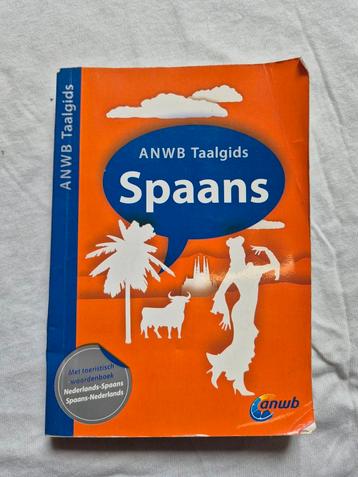 ANWB Taalgids
ANWB Taalgids
Spaans
Met toeristisch
woordenboek
Nederlands-Spaans
Spaans-Nederlands
anwb